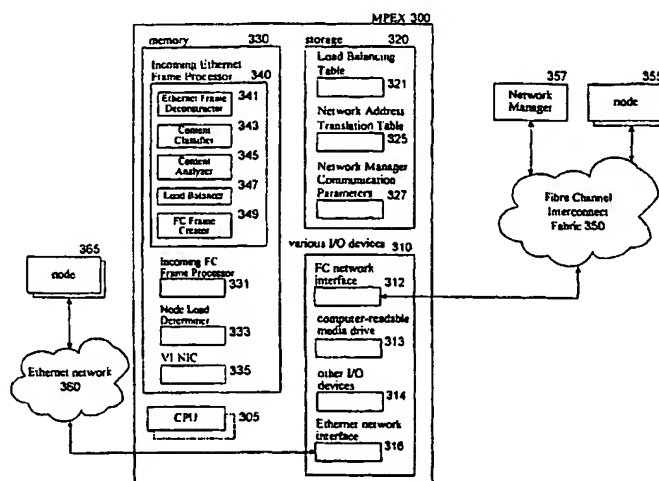 MPEX 300
memory 330
Incoming Ethernet
Frame Processor 340
Ethernet Frame
Deconstructor 341
Content
Classifier 343
Content
Analyzer 345
Load Balancer 347
FC Frame
Creator 349
Incoming FC
Frame Processor
331
Node Load
Determiner
333
VI NIC
335
CPU 305
storage 320
Load Balancing
Table
321
Network Address
Translation Table
325
Network Manager
Communication
Parameters
327
various I/O devices 310
FC network
interface 312
computer-readable
media drive
313
other I/O
devices 314
Ethernet network
interface
316
357
Network
Manager
355
node
Fibre Channel
Interconnect
Fabric 350
365
node
Ethernet network
360